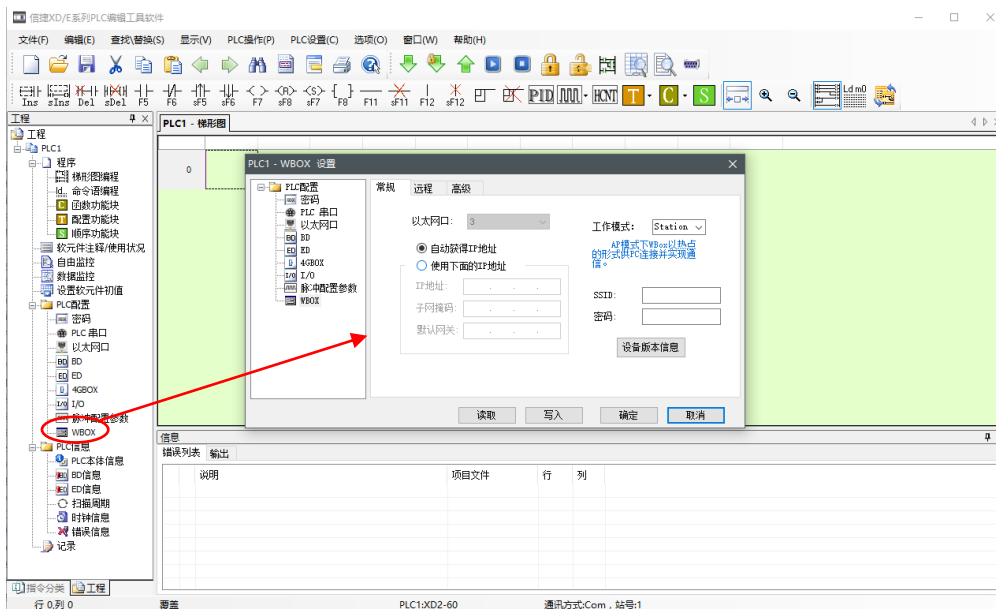 信捷XD/E系列PLC编辑工具软件
文件(F) 编辑(E) 查找\替换(S) 显示(V) PLC操作(P) PLC设置(C) 选项(O) 窗口(W) 帮助(H)
Ins sIns Del sDel F5 F6 sF5 sF6 F7 sF8 sF7 F8 F11 sF11 F12 sF12 PID HCNT T C S Ld m0
工程
PLC1 - 梯形图
工程
PLC1
程序
梯形图编程
命令语编程
函数功能块
配置功能块
顺序功能块
软元件注释/使用状况
自由监控
数据监控
设置软元件初值
PLC配置
密码
PLC 串口
以太网口
BD
ED
4GBOX
I/O
脉冲配置参数
WBOX
PLC信息
PLC本体信息
BD信息
ED信息
扫描周期
时钟信息
错误信息
记录
指令分类 工程
0
PLC1 - WBOX 设置
PLC配置
密码
PLC 串口
以太网口
BD
ED
4GBOX
I/O
脉冲配置参数
WBOX
常规 远程 高级
以太网口: 3
自动获得IP地址
使用下面的IP地址
IP地址:
子网掩码:
默认网关:
工作模式: Station
AP模式下WBox以热点
的形式供PC连接并实现通
信。
SSID:
密码:
设备版本信息
读取 写入 确定 取消
信息
错误列表 输出
说明 项目文件 行 列
行 0,列 0 覆盖 PLC1:XD2-60 通讯方式:Com，站号:1